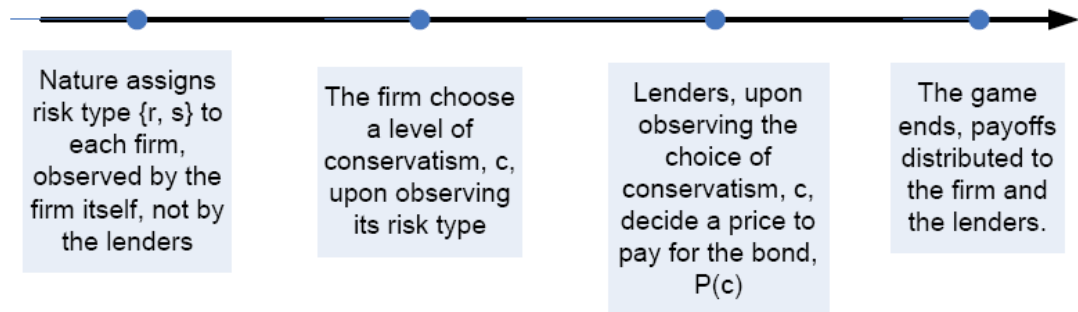 Nature assigns
risk type {r, s} to
each firm,
observed by the
firm itself, not by
the lenders
The firm choose
a level of
conservatism, c,
upon observing
its risk type
Lenders, upon
observing the
choice of
conservatism, c,
decide a price to
pay for the bond,
P(c)
The game
ends, payoffs
distributed to
the firm and
the lenders.